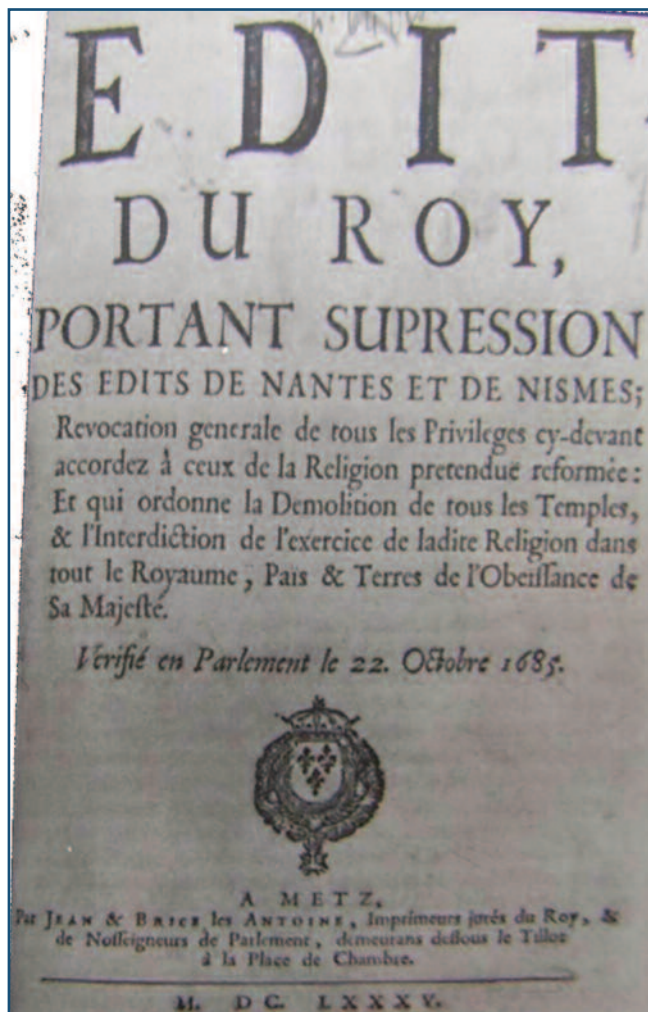 EDIT
DU ROY,
PORTANT SUPRESSION
DES EDITS DE NANTES ET DE NISMES;
Revocation generale de tous les Privileges cy-devant
accordez à ceux de la Religion pretenduë reformée:
Et qui ordonne la Demolition de tous les Temples,
& l'Interdiction de l'exercice de ladite Religion dans
tout le Royaume, Païs & Terres de l'Obeïssance de
Sa Majesté.
Verifié en Parlement le 22. Octobre 1685.
A METZ,
Par JEAN & BRICE les ANTOINE, Imprimeurs jurés du Roy, &
de Nosseigneurs de Parlement, demeurans dessous le Tillot
à la Place de Chambre.
M. DC. LXXXV.